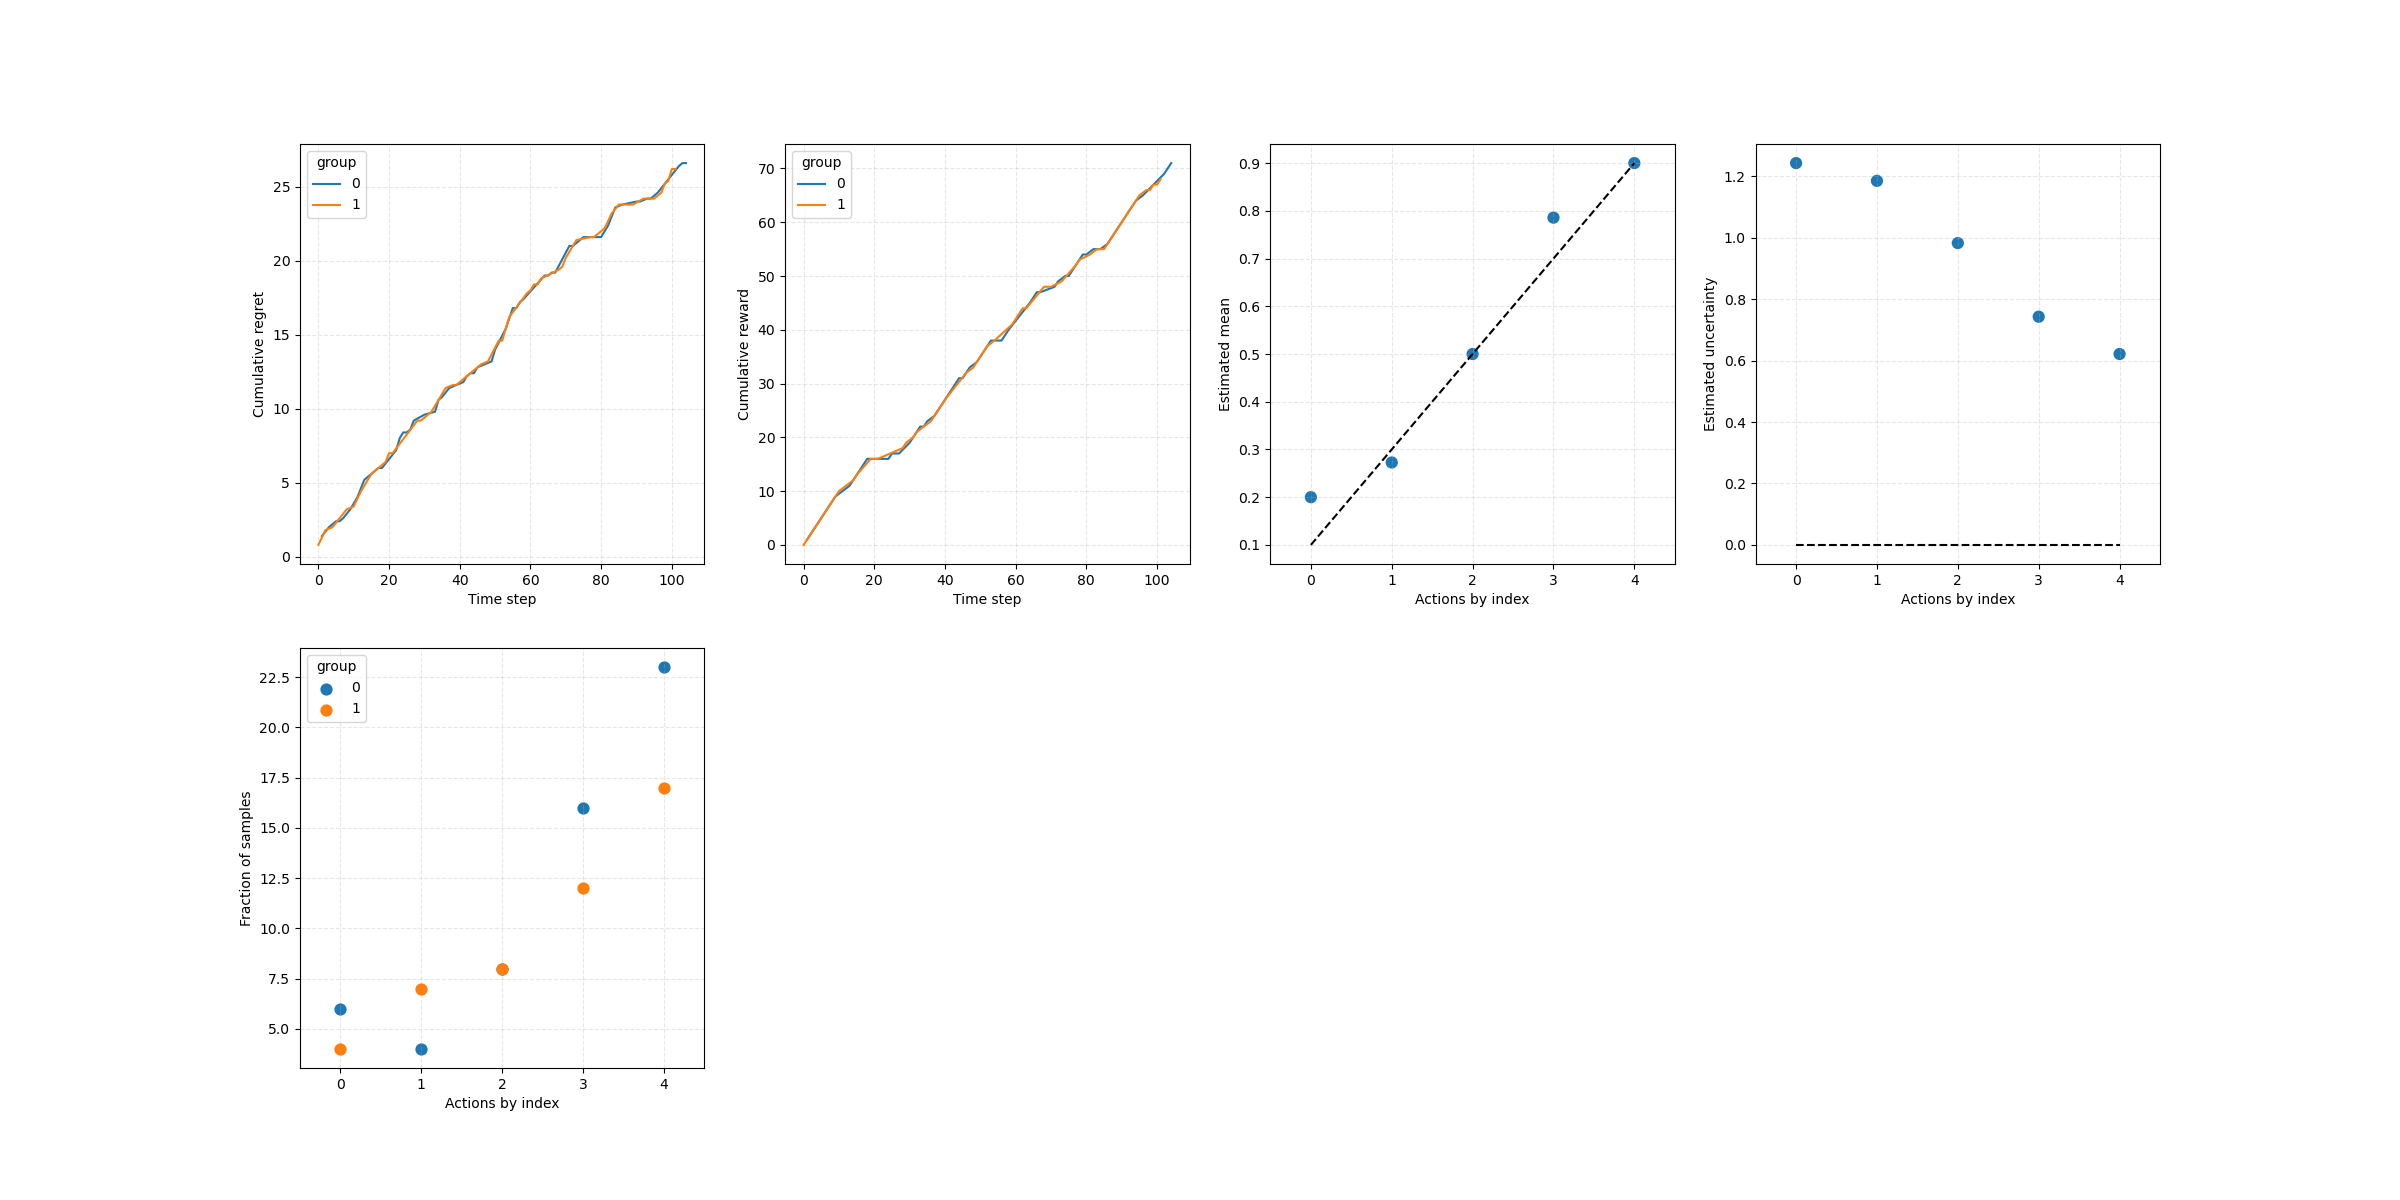 group
0
1
25
20
15
10
5
0
Cumulative regret
0 20 40 60 80 100
Time step
group
0
1
70
60
50
40
30
20
10
0
Cumulative reward
0 20 40 60 80 100
Time step
0.9
0.8
0.7
0.6
0.5
0.4
0.3
0.2
0.1
Estimated mean
0 1 2 3 4
Actions by index
1.2
1.0
0.8
0.6
0.4
0.2
0.0
Estimated uncertainty
0 1 2 3 4
Actions by index
group
0
1
22.5
20.0
17.5
15.0
12.5
10.0
7.5
5.0
Fraction of samples
0 1 2 3 4
Actions by index